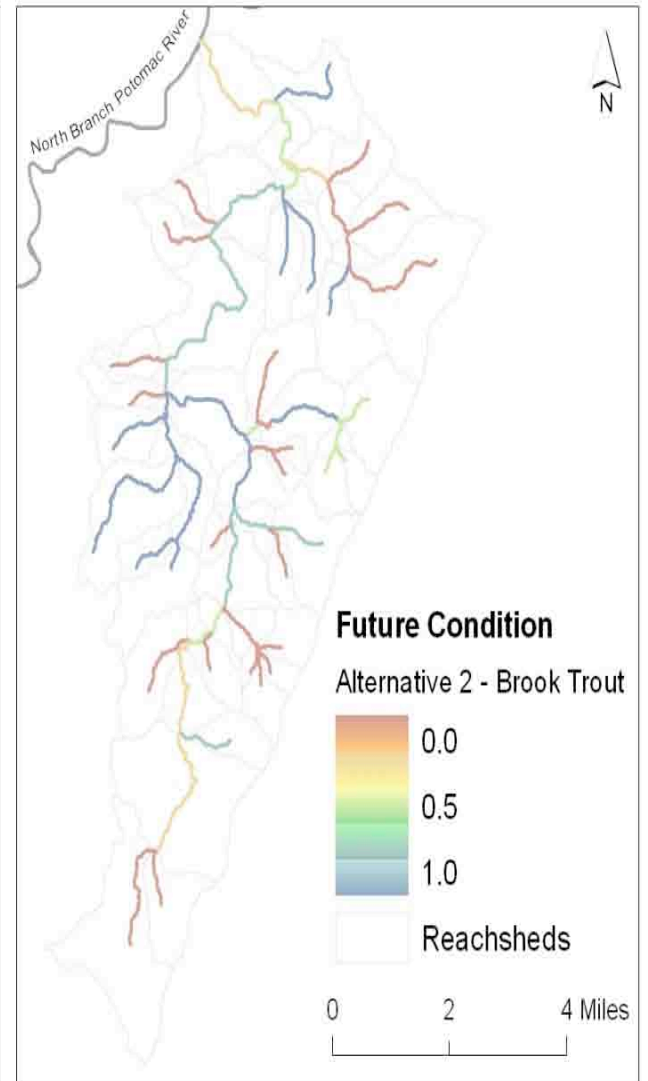 North Branch Potomac River
N
Future Condition
Alternative 2 - Brook Trout
0.0
0.5
1.0
Reachsheds
0 2 4 Miles